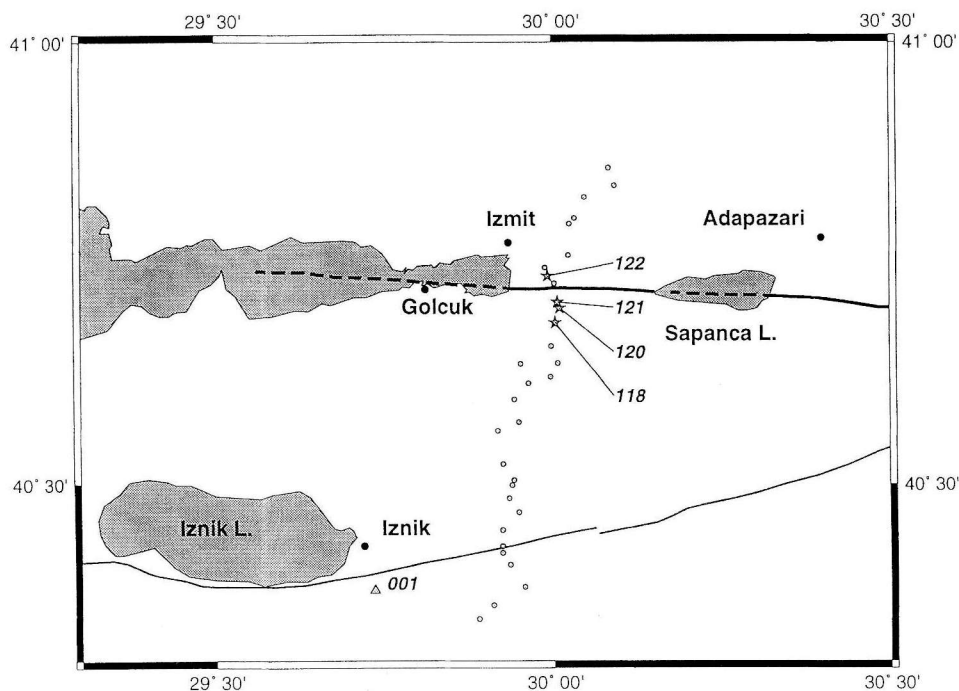 29° 30' 30° 00' 30° 30'
41° 00' 41° 00'
Izmit Adapazari
122
Golcuk 121
Sapanca L.
120
118
40° 30' 40° 30'
Iznik L. Iznik
001
29° 30' 30° 00' 30° 30'